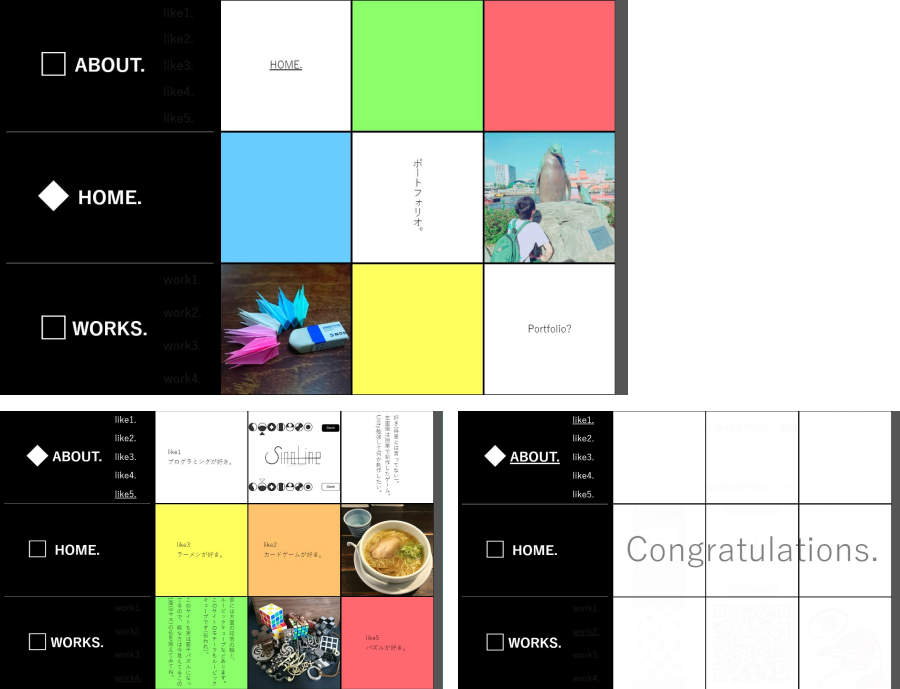 like1.
like2.
like3.
like4.
like5.
ABOUT.
HOME.
HOME.
ポートフォリオ。
WORKS.
work1.
work2.
work3.
work4.
Portfolio?
ABOUT.
like1.
like2.
like3.
like4.
like5.
like1
プログラミングが好き。
SinglLine
HOME.
like3
ラーメンが好き。
like2
カードゲームが好き。
WORKS.
work1.
work2.
work3.
work4.
like5
パズルが好き。
ABOUT.
like1.
like2.
like3.
like4.
like5.
HOME.
Congratulations.
WORKS.
work1.
work2.
work3.
work4.